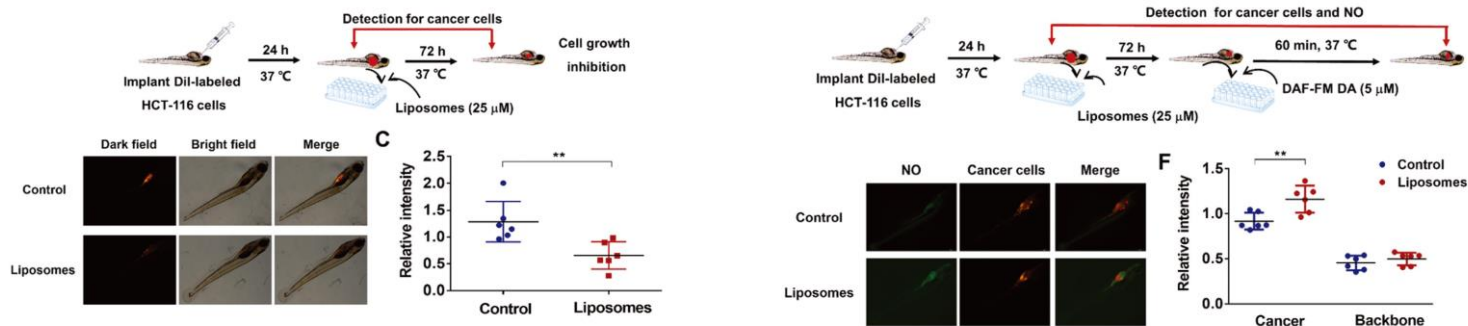 Detection for cancer cells
24 h
72 h
37 ℃
37 ℃
Cell growth
inhibition
Implant DiI-labeled
HCT-116 cells
Liposomes (25 μM)
Dark field
Bright field
Merge
Control
Liposomes
C
**
Relative intensity
2.5
2.0
1.5
1.0
0.5
0.0
Control
Liposomes
Detection for cancer cells and NO
24 h
72 h
60 min, 37 ℃
37 ℃
37 ℃
Implant DiI-labeled
HCT-116 cells
DAF-FM DA (5 μM)
Liposomes (25 μM)
NO
Cancer cells
Merge
Control
Liposomes
F
**
Control
Liposomes
Relative intensity
1.5
1.0
0.5
0.0
Cancer
Backbone